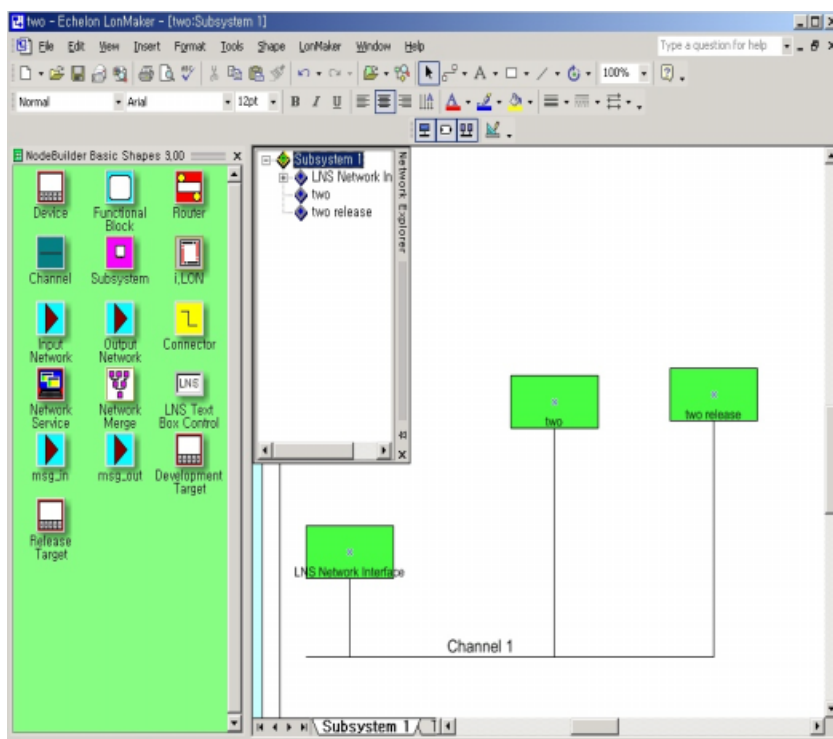 two - Echelon LonMaker - [two:Subsystem 1]
File Edit View Insert Format Tools Shape LonMaker Window Help
Type a question for help
100%
Normal
Arial
12pt
B I U
NodeBuilder Basic Shapes 3,00
Device
Functional
Block
Router
Channel
Subsystem
i,LON
Input
Network
Output
Network
Connector
Network
Service
Network
Merge
LNS
LNS Text
Box Control
msg_in
msg_out
Development
Target
Release
Target
Subsystem 1
LNS Network In
two
two release
Network Explorer
two
two release
LNS Network Interface
Channel 1
Subsystem 1